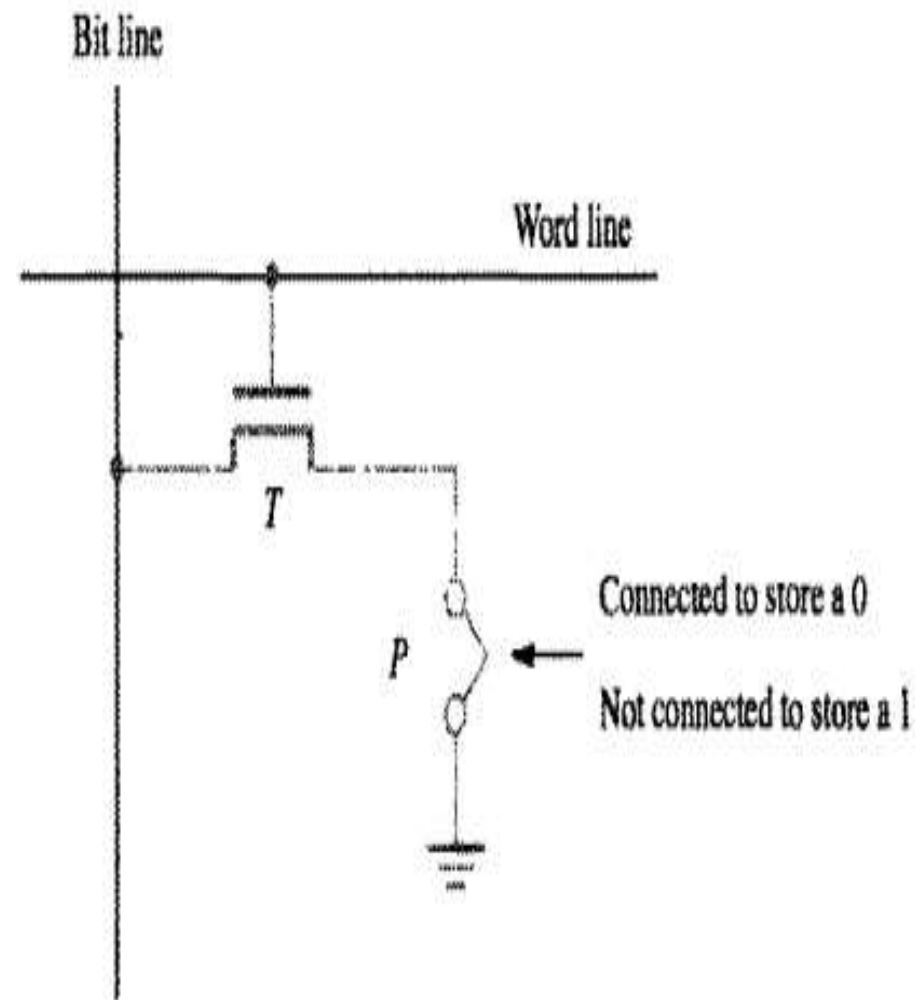 Bit line
Word line
T
P
Connected to store a 0
Not connected to store a 1